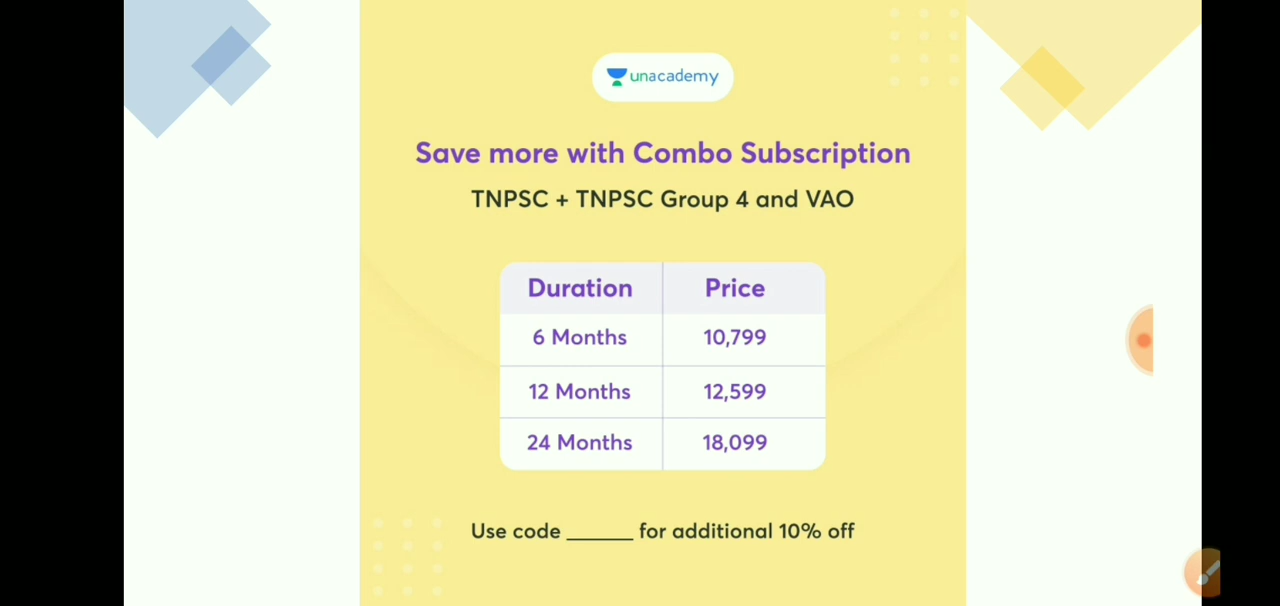 unacademy
Save more with Combo Subscription
TNPSC + TNPSC Group 4 and VAO
Duration Price
6 Months 10,799
12 Months 12,599
24 Months 18,099
Use code ______ for additional 10% off